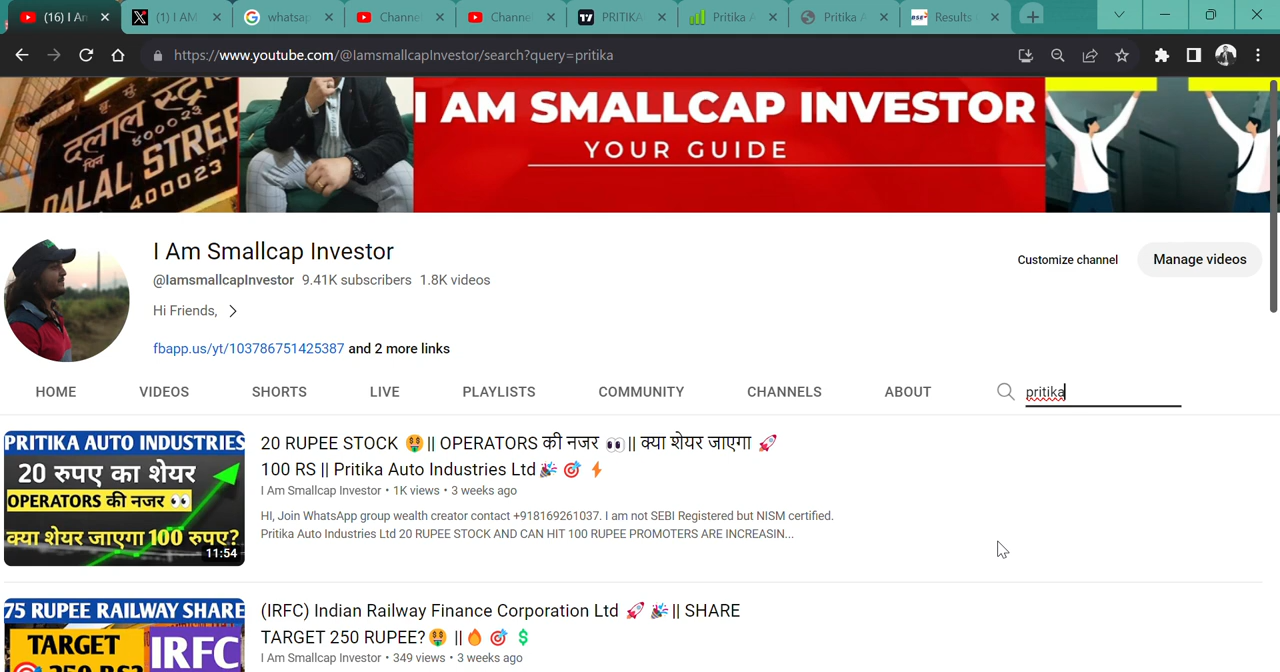 (16) I An
(1) I AM
whatsap
Channe
Channe
PRITIKA
Pritika A
Pritika A
Results
https://www.youtube.com/@IamsmallcapInvestor/search?query=pritika
दलाल स्ट्री
पिन ४०००२३
DALAL STREE
400023
I AM SMALLCAP INVESTOR
YOUR GUIDE
I Am Smallcap Investor
@IamsmallcapInvestor 9.41K subscribers 1.8K videos
Customize channel
Manage videos
Hi Friends,
fbapp.us/yt/103786751425387 and 2 more links
HOME VIDEOS SHORTS LIVE PLAYLISTS COMMUNITY CHANNELS ABOUT pritika
PRITIKA AUTO INDUSTRIES
20 रुपए का शेयर
OPERATORS की नजर 👀
क्या शेयर जाएगा 100 रुपए?
11:54
20 RUPEE STOCK 🤑|| OPERATORS की नजर 👀|| क्या शेयर जाएगा 🚀
100 RS || Pritika Auto Industries Ltd🎉 🎯 ⚡
I Am Smallcap Investor • 1K views • 3 weeks ago
HI, Join WhatsApp group wealth creator contact +918169261037. I am not SEBI Registered but NISM certified.
Pritika Auto Industries Ltd 20 RUPEE STOCK AND CAN HIT 100 RUPEE PROMOTERS ARE INCREASIN...
75 RUPEE RAILWAY SHARE
TARGET
IRFC
(IRFC) Indian Railway Finance Corporation Ltd 🚀 🎉|| SHARE
TARGET 250 RUPEE?🤑 ||🔥 🎯 💲
I Am Smallcap Investor • 349 views • 3 weeks ago